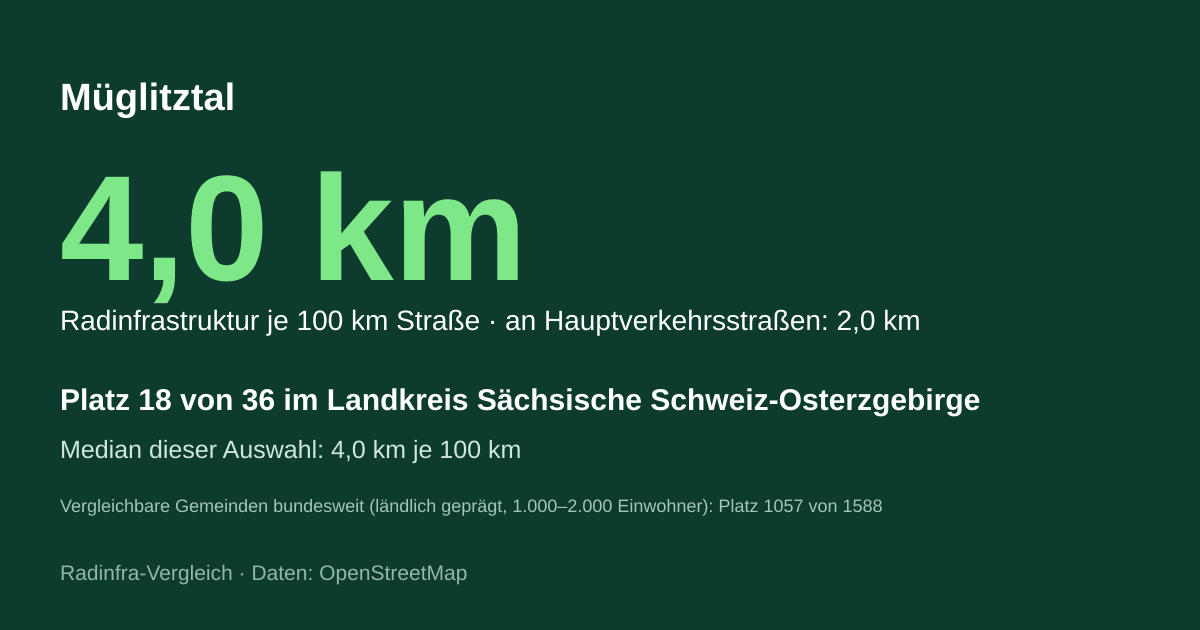 Müglitztal
4,0 km
Radinfrastruktur je 100 km Straße · an Hauptverkehrsstraßen: 2,0 km
Platz 18 von 36 im Landkreis Sächsische Schweiz-Osterzgebirge
Median dieser Auswahl: 4,0 km je 100 km
Vergleichbare Gemeinden bundesweit (ländlich geprägt, 1.000–2.000 Einwohner): Platz 1057 von 1588
Radinfra-Vergleich · Daten: OpenStreetMap